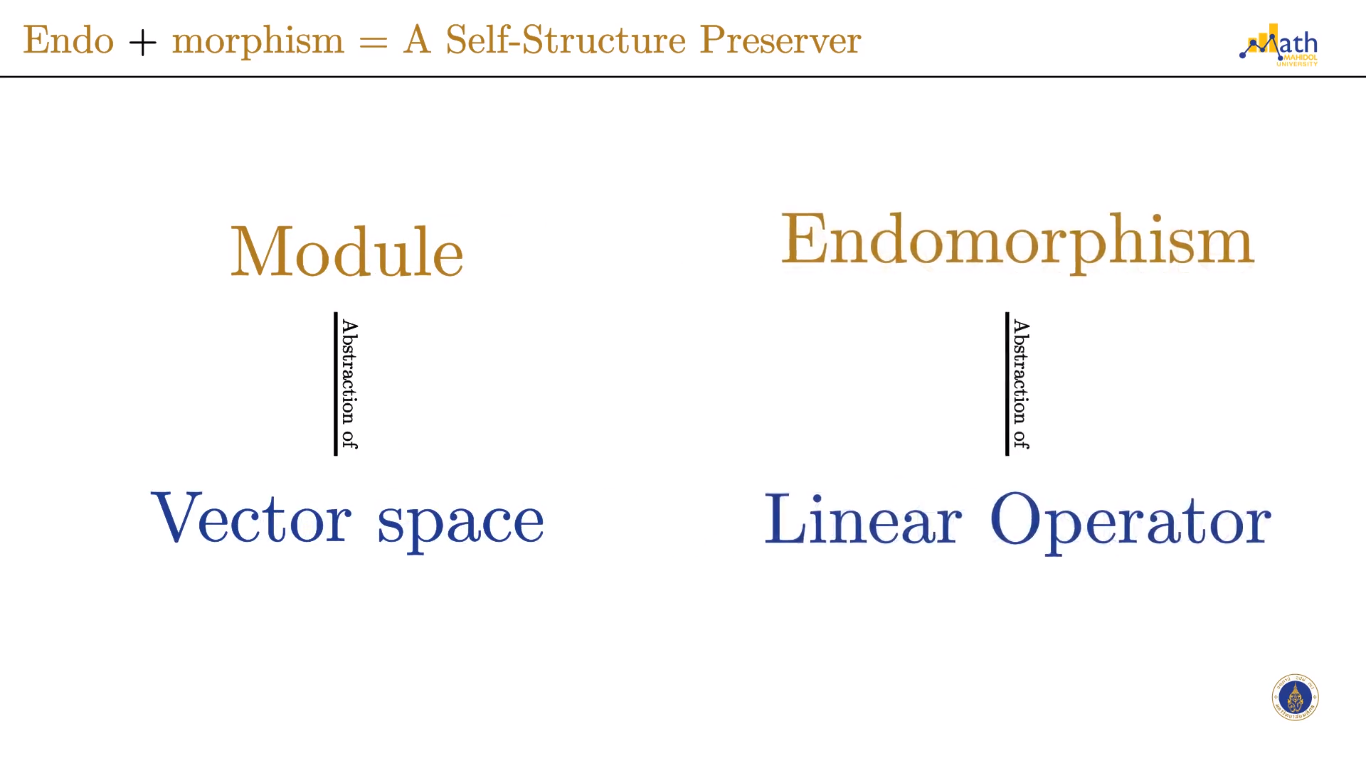 Endo + morphism = A Self-Structure Preserver
Math
MAHIDOL
UNIVERSITY
Module
Endomorphism
Abstraction of
Abstraction of
Vector space
Linear Operator